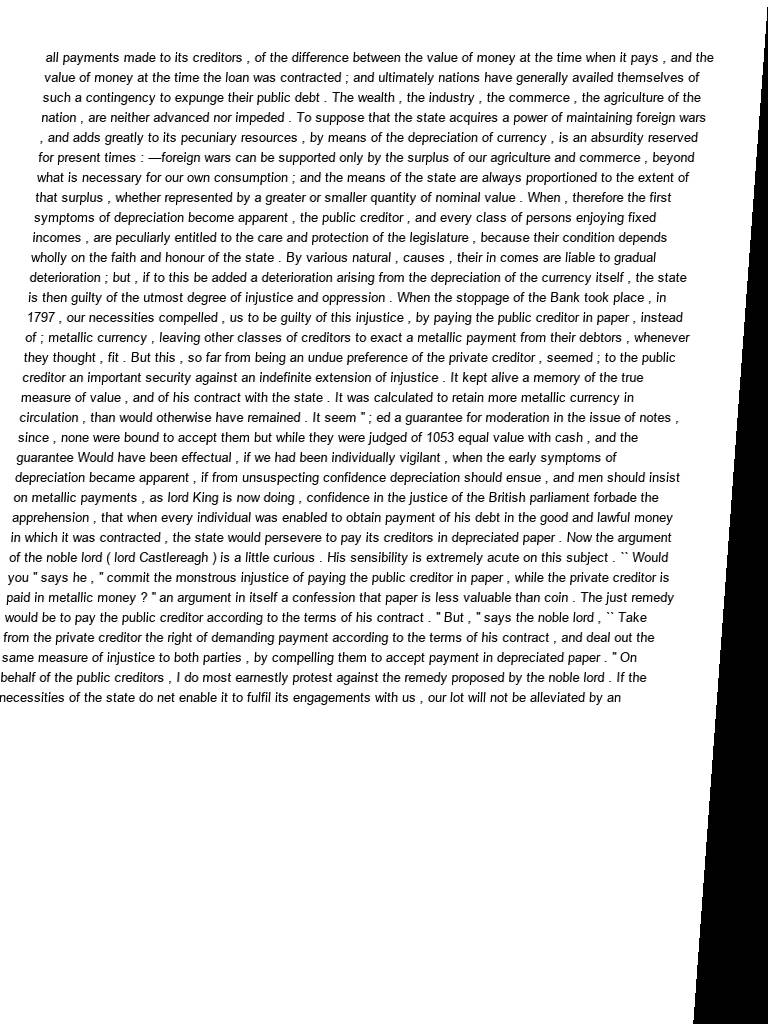 all payments made to its creditors , of the difference between the value of money at the time when it pays , and the
value of money at the time the loan was contracted ; and ultimately nations have generally availed themselves of
such a contingency to expunge their public debt . The wealth , the industry , the commerce , the agriculture of the
nation , are neither advanced nor impeded . To suppose that the state acquires a power of maintaining foreign wars
, and adds greatly to its pecuniary resources , by means of the depreciation of currency , is an absurdity reserved
for present times : —foreign wars can be supported only by the surplus of our agriculture and commerce , beyond
what is necessary for our own consumption ; and the means of the state are always proportioned to the extent of
that surplus , whether represented by a greater or smaller quantity of nominal value . When , therefore the first
symptoms of depreciation become apparent , the public creditor , and every class of persons enjoying fixed
incomes , are peculiarly entitled to the care and protection of the legislature , because their condition depends
wholly on the faith and honour of the state . By various natural , causes , their in comes are liable to gradual
deterioration ; but , if to this be added a deterioration arising from the depreciation of the currency itself , the state
is then guilty of the utmost degree of injustice and oppression . When the stoppage of the Bank took place , in
1797 , our necessities compelled , us to be guilty of this injustice , by paying the public creditor in paper , instead
of ; metallic currency , leaving other classes of creditors to exact a metallic payment from their debtors , whenever
they thought , fit . But this , so far from being an undue preference of the private creditor , seemed ; to the public
creditor an important security against an indefinite extension of injustice . It kept alive a memory of the true
measure of value , and of his contract with the state . It was calculated to retain more metallic currency in
circulation , than would otherwise have remained . It seem " ; ed a guarantee for moderation in the issue of notes ,
since , none were bound to accept them but while they were judged of 1053 equal value with cash , and the
guarantee Would have been effectual , if we had been individually vigilant , when the early symptoms of
depreciation became apparent , if from unsuspecting confidence depreciation should ensue , and men should insist
on metallic payments , as lord King is now doing , confidence in the justice of the British parliament forbade the
apprehension , that when every individual was enabled to obtain payment of his debt in the good and lawful money
in which it was contracted , the state would persevere to pay its creditors in depreciated paper . Now the argument
of the noble lord ( lord Castlereagh ) is a little curious . His sensibility is extremely acute on this subject . `` Would
you " says he , " commit the monstrous injustice of paying the public creditor in paper , while the private creditor is
paid in metallic money ? " an argument in itself a confession that paper is less valuable than coin . The just remedy
would be to pay the public creditor according to the terms of his contract . " But , " says the noble lord , `` Take
from the private creditor the right of demanding payment according to the terms of his contract , and deal out the
same measure of injustice to both parties , by compelling them to accept payment in depreciated paper . " On
behalf of the public creditors , I do most earnestly protest against the remedy proposed by the noble lord . If the
necessities of the state do net enable it to fulfil its engagements with us , our lot will not be alleviated by an